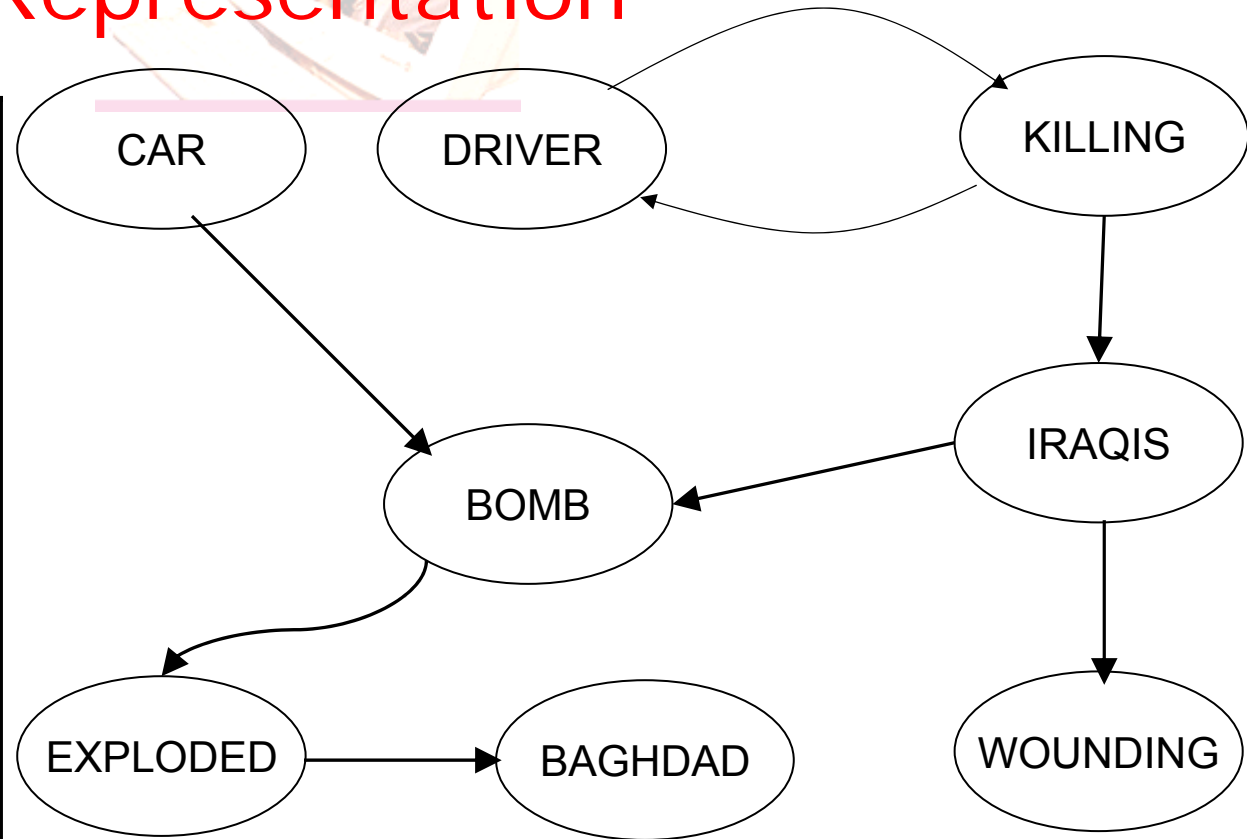 Representation
CAR
DRIVER
KILLING
IRAQIS
BOMB
EXPLODED
BAGHDAD
WOUNDING